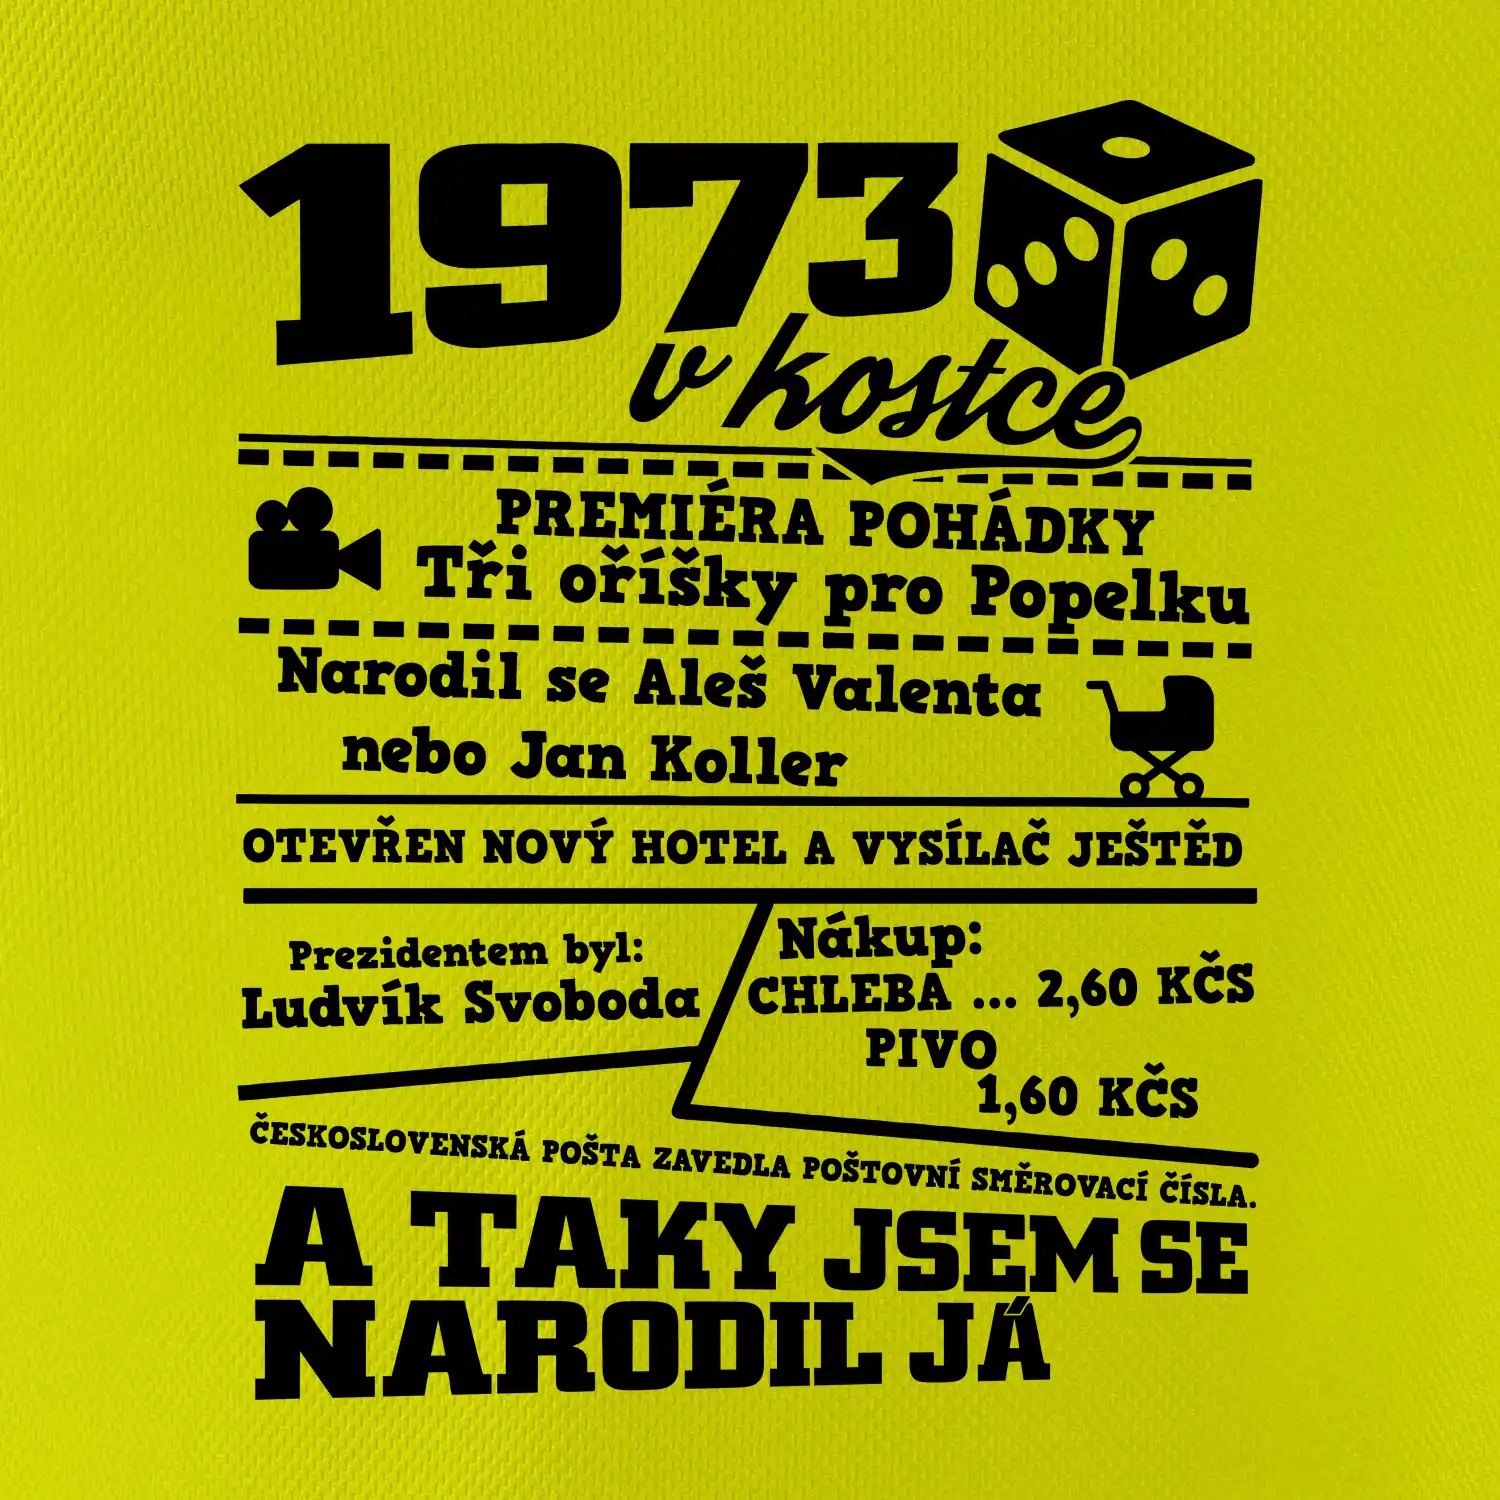 1973
v kostce
PREMIÉRA POHÁDKY
Tři oříšky pro Popelku
Narodil se Aleš Valenta
nebo Jan Koller
OTEVŘEN NOVÝ HOTEL A VYSÍLAČ JEŠTĚD
Prezidentem byl:
Ludvík Svoboda
Nákup:
CHLEBA ... 2,60 KČS
PIVO
1,60 KČS
ČESKOSLOVENSKÁ POŠTA ZAVEDLA POŠTOVNÍ SMĚROVACÍ ČÍSLA.
A TAKY JSEM SE
NARODIL JÁ